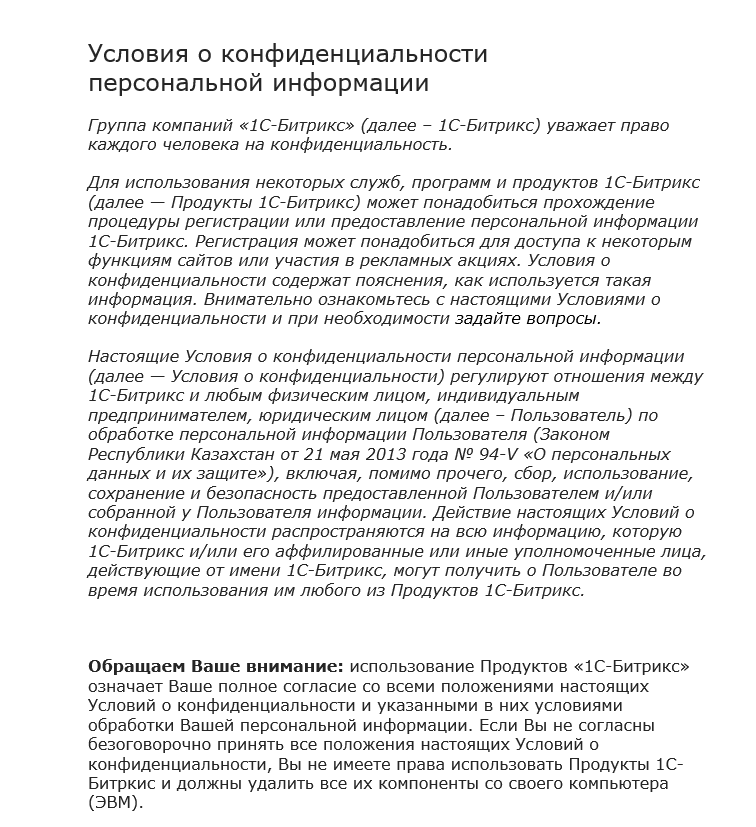 Условия о конфиденциальности
персональной информации
Группа компаний «1С-Битрикс» (далее – 1С-Битрикс) уважает право
каждого человека на конфиденциальность.
Для использования некоторых служб, программ и продуктов 1С-Битрикс
(далее — Продукты 1С-Битрикс) может понадобиться прохождение
процедуры регистрации или предоставление персональной информации
1С-Битрикс. Регистрация может понадобиться для доступа к некоторым
функциям сайтов или участия в рекламных акциях. Условия о
конфиденциальности содержат пояснения, как используется такая
информация. Внимательно ознакомьтесь с настоящими Условиями о
конфиденциальности и при необходимости задайте вопросы.
Настоящие Условия о конфиденциальности персональной информации
(далее — Условия о конфиденциальности) регулируют отношения между
1С-Битрикс и любым физическим лицом, индивидуальным
предпринимателем, юридическим лицом (далее – Пользователь) по
обработке персональной информации Пользователя (Законом
Республики Казахстан от 21 мая 2013 года № 94-V «О персональных
данных и их защите»), включая, помимо прочего, сбор, использование,
сохранение и безопасность предоставленной Пользователем и/или
собранной у Пользователя информации. Действие настоящих Условий о
конфиденциальности распространяются на всю информацию, которую
1С-Битрикс и/или его аффилированные или иные уполномоченные лица,
действующие от имени 1С-Битрикс, могут получить о Пользователе во
время использования им любого из Продуктов 1С-Битрикс.
Обращаем Ваше внимание: использование Продуктов «1С-Битрикс»
означает Ваше полное согласие со всеми положениями настоящих
Условий о конфиденциальности и указанными в них условиями
обработки Вашей персональной информации. Если Вы не согласны
безоговорочно принять все положения настоящих Условий о
конфиденциальности, Вы не имеете права использовать Продукты 1С-
Битркис и должны удалить все их компоненты со своего компьютера
(ЭВМ).